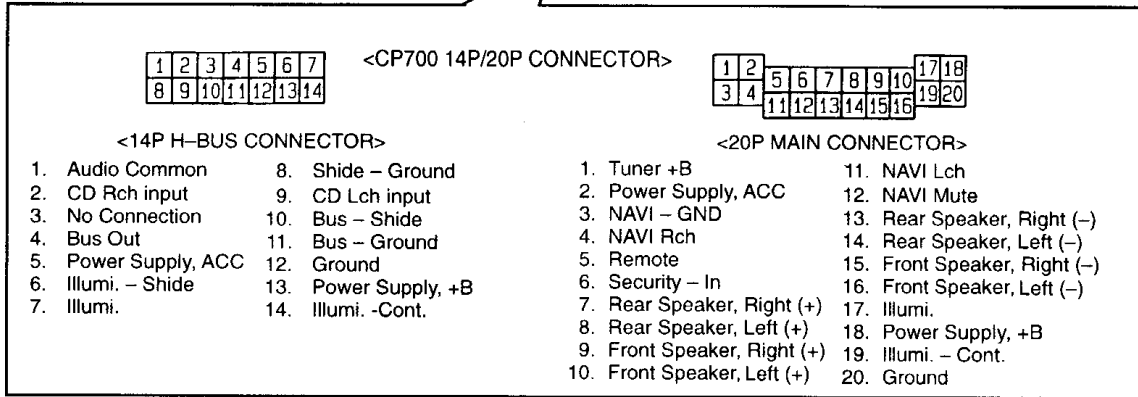 <CP700 14P/20P CONNECTOR>
1 2 3 4 5 6 7
8 9 10 11 12 13 14
1 2 5 6 7 8 9 10 17 18
3 4 11 12 13 14 15 16 19 20
<14P H–BUS CONNECTOR>
1. Audio Common
2. CD Rch input
3. No Connection
4. Bus Out
5. Power Supply, ACC
6. Illumi. – Shide
7. Illumi.
8. Shide – Ground
9. CD Lch input
10. Bus – Shide
11. Bus – Ground
12. Ground
13. Power Supply, +B
14. Illumi. -Cont.
<20P MAIN CONNECTOR>
1. Tuner +B
2. Power Supply, ACC
3. NAVI – GND
4. NAVI Rch
5. Remote
6. Security – In
7. Rear Speaker, Right (+)
8. Rear Speaker, Left (+)
9. Front Speaker, Right (+)
10. Front Speaker, Left (+)
11. NAVI Lch
12. NAVI Mute
13. Rear Speaker, Right (–)
14. Rear Speaker, Left (–)
15. Front Speaker, Right (–)
16. Front Speaker, Left (–)
17. Illumi.
18. Power Supply, +B
19. Illumi. – Cont.
20. Ground